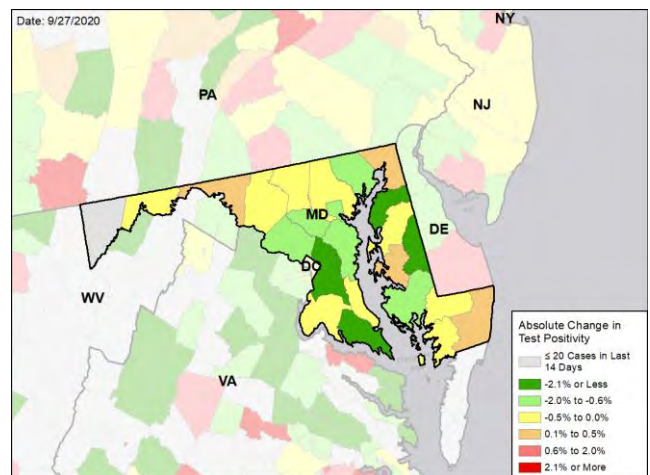 Date: 9/27/2020
NY
PA
NJ
MD
DE
DC
WV
VA
Absolute Change in
Test Positivity
≤ 20 Cases in Last
14 Days
-2.1% or Less
-2.0% to -0.6%
-0.5% to 0.0%
0.1% to 0.5%
0.6% to 2.0%
2.1% or More